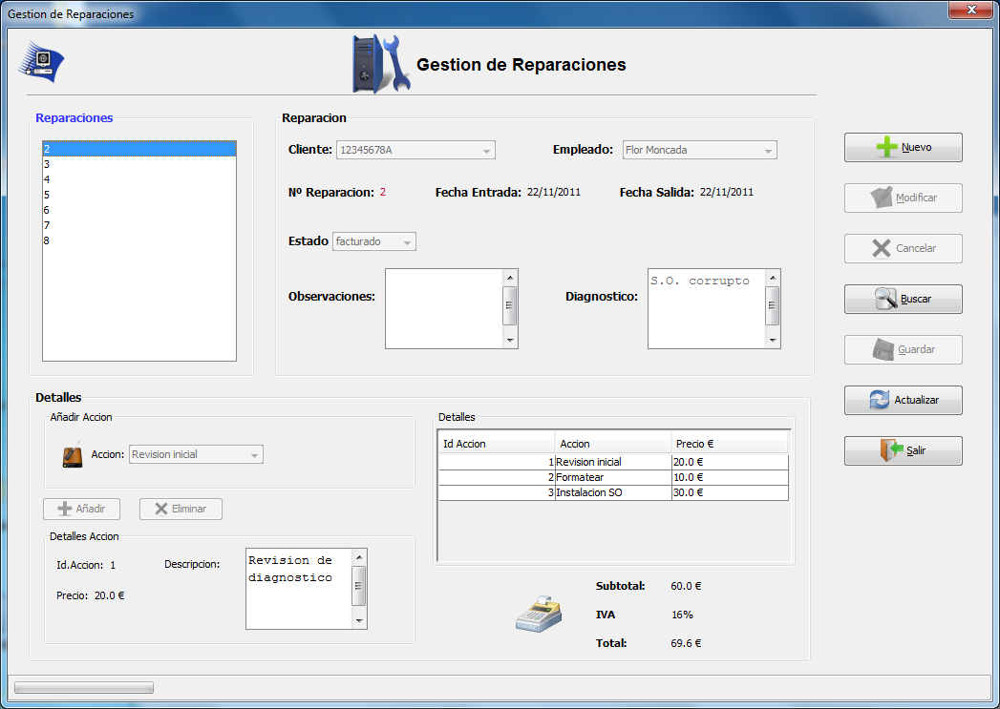 Gestion de Reparaciones
Gestion de Reparaciones
Reparaciones
2
3
4
5
6
7
8
Reparacion
Cliente: 12345678A Empleado: Flor Moncada
Nº Reparacion: 2 Fecha Entrada: 22/11/2011 Fecha Salida: 22/11/2011
Estado facturado
Observaciones: Diagnostico: S.O. corrupto
Nuevo
Modificar
Cancelar
Buscar
Guardar
Actualizar
Salir
Detalles
Añadir Accion
Accion: Revision inicial
Añadir Eliminar
Detalles Accion
Id.Accion: 1 Descripcion: Revision de
diagnostico
Precio: 20.0 €
Detalles
Id Accion Accion Precio €
1 Revision inicial 20.0 €
2 Formatear 10.0 €
3 Instalacion SO 30.0 €
Subtotal: 60.0 €
IVA 16%
Total: 69.6 €